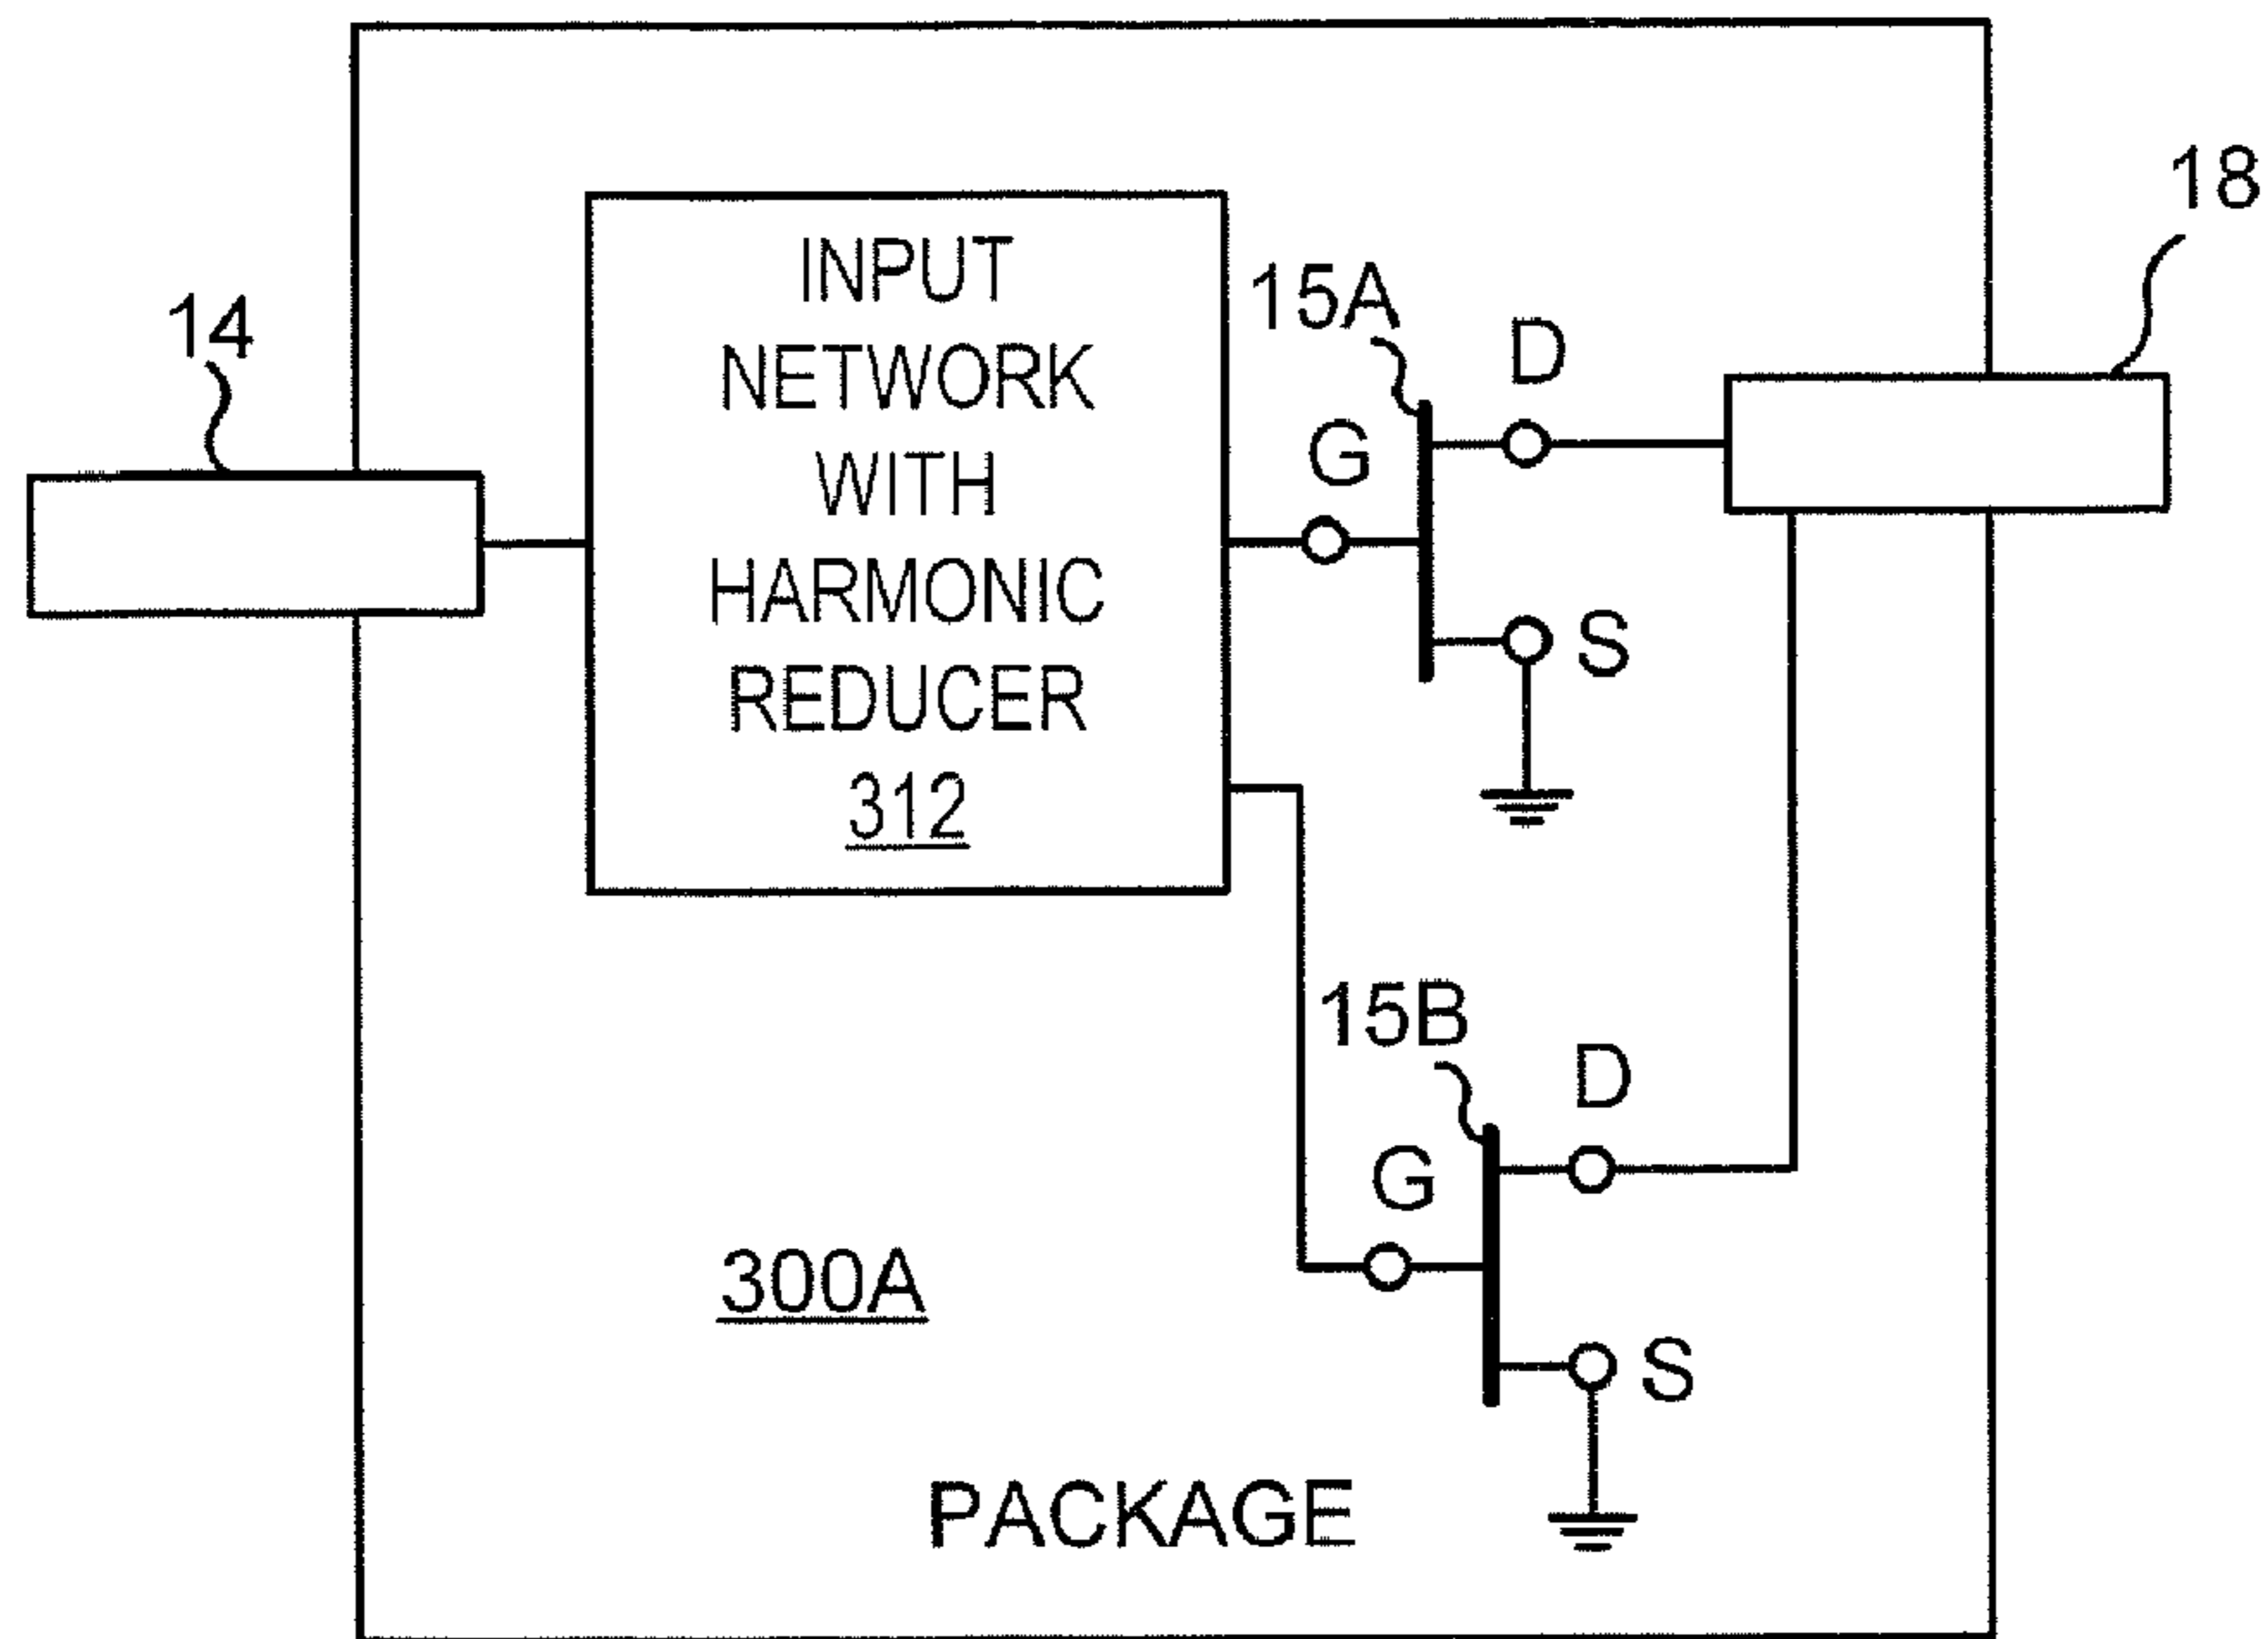 18
14
INPUT
NETWORK
WITH
HARMONIC
REDUCER
312
15A
D
G
S
15B
D
G
S
300A
PACKAGE